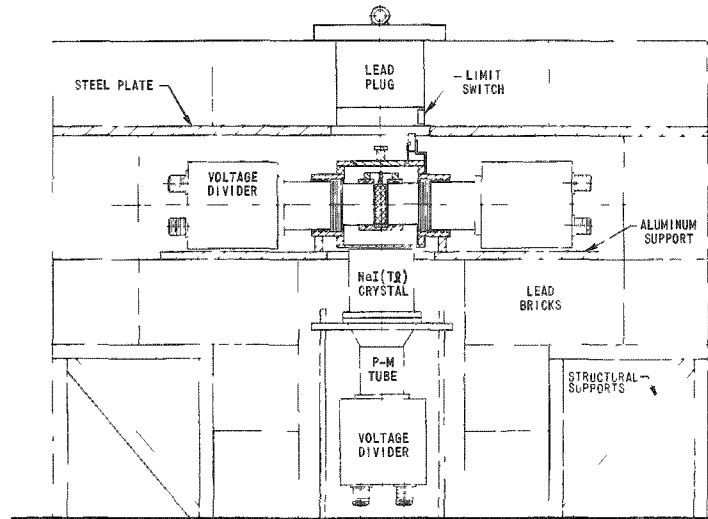 LEAD
PLUG
LIMIT
SWITCH
STEEL PLATE
VOLTAGE
DIVIDER
ALUMINUM
SUPPORT
NaI(Tℓ)
CRYSTAL
LEAD
BRICKS
P-M
TUBE
STRUCTURAL
SUPPORTS
VOLTAGE
DIVIDER